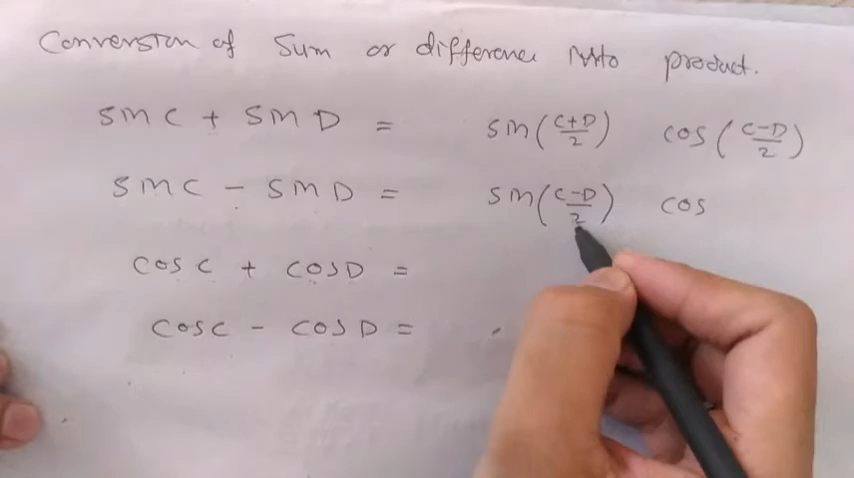 Conversion of Sum or difference into product.
sin C + sin D = sin(C+D/2) cos(C-D/2)
sin C - sin D = sin(C-D/2) cos
cos C + cos D =
cos C - cos D =